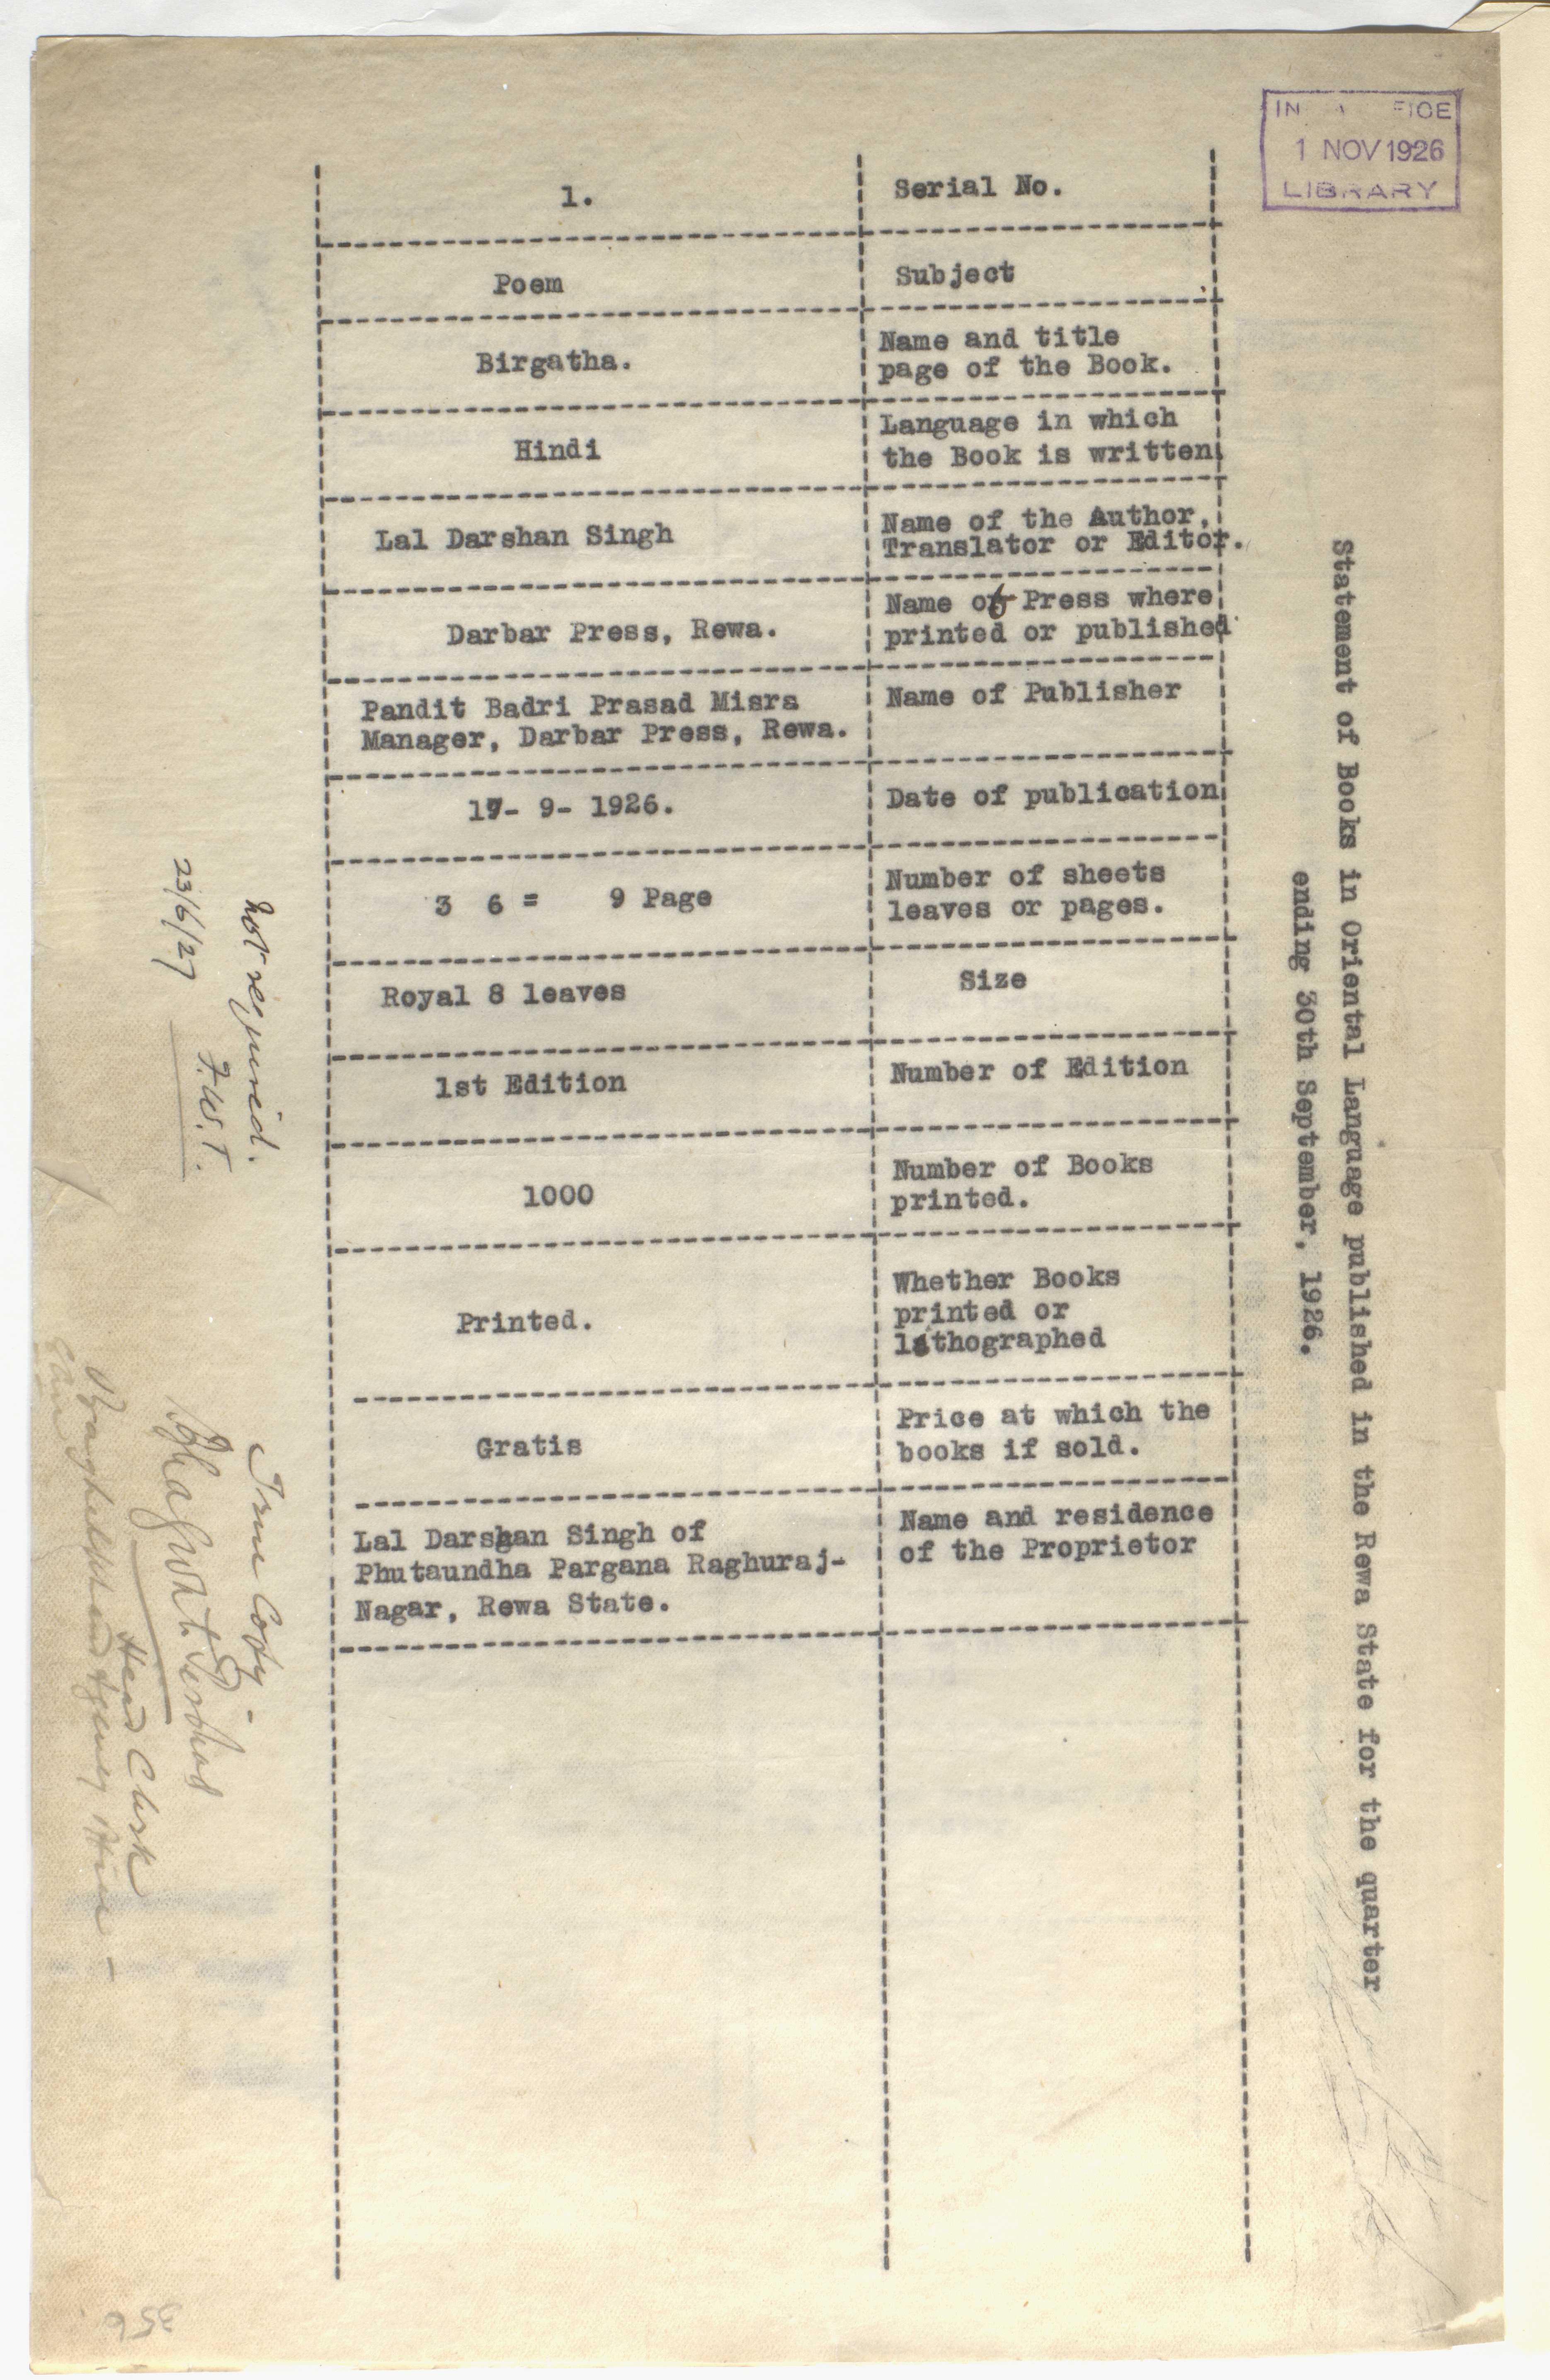 Statement of Books in Oriental Language published in the Rewa State for the quarter
ending 30th September, 1926.
1 NOV 1926
LIBRARY
Serial No.
1.
Subject
Poem
Name and title
page of the Book.
Birgatha.
Language in which
the Book is written
Hindi
Name of the Author,
Translator or Editor.
Lal Darshan Singh
Name of Press where
printed or published
Darbar Press, Rewa.
Name of Publisher
Pandit Badri Prasad Misra
Manager, Darbar Press, Rewa.
Date of publication
17- 9- 1926.
Number of sheets
leaves or pages.
3 6 = 9 Page
Size
Royal 8 leaves
Number of Edition
1st Edition
Number of Books
printed.
1000
Whether Books
printed or
lithographed
Printed.
Price at which the
books if sold.
Gratis
Name and residence
of the Proprietor
Lal Darshan Singh of
Phutaundha Pargana Raghuraj-
Nagar, Rewa State.
not required.
F.W.T.
23/6/27
True Copy -
Bhagwat Pershad
Head Clerk
Baghelkhand Agency
356